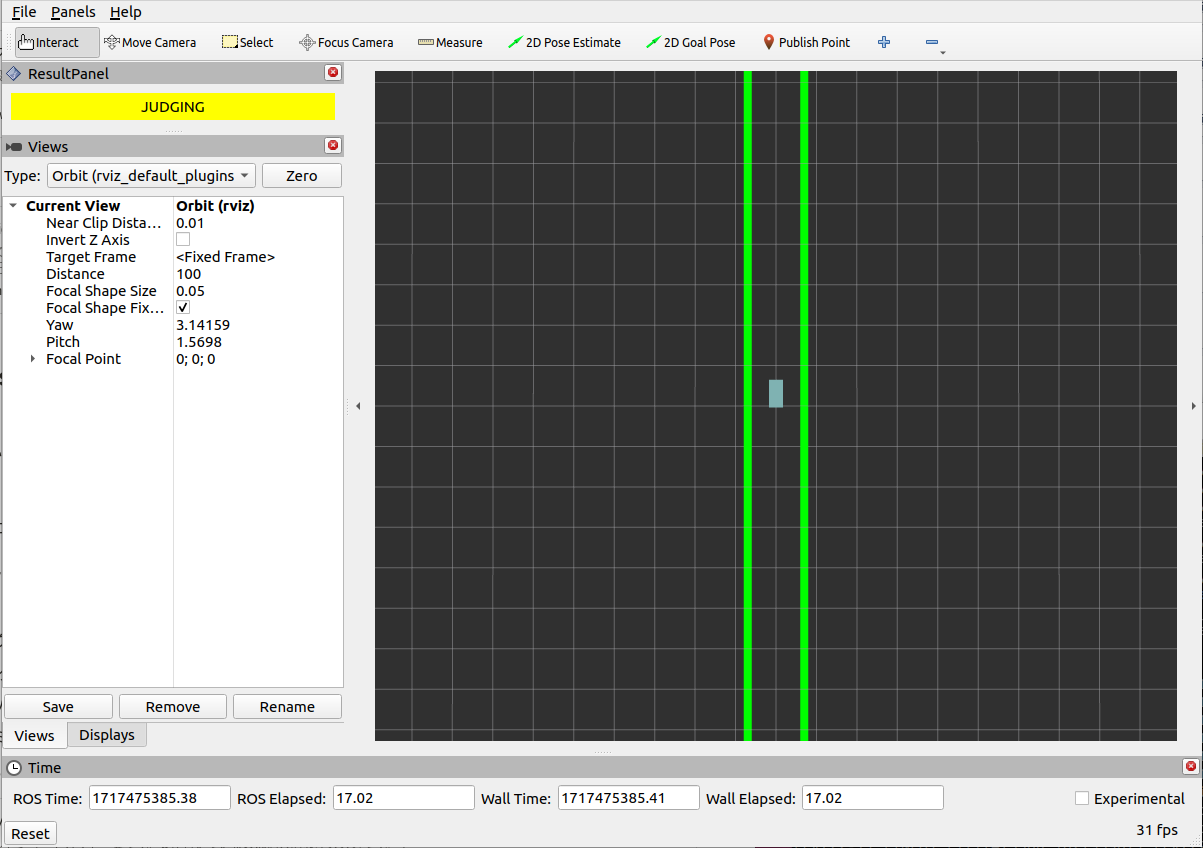 File Panels Help
Interact Move Camera Select Focus Camera Measure 2D Pose Estimate 2D Goal Pose Publish Point
ResultPanel
JUDGING
Views
Type: Orbit (rviz_default_plugins Zero
Current View Orbit (rviz)
Near Clip Dista… 0.01
Invert Z Axis
Target Frame <Fixed Frame>
Distance 100
Focal Shape Size 0.05
Focal Shape Fix… ✓
Yaw 3.14159
Pitch 1.5698
Focal Point 0; 0; 0
Save Remove Rename
Views Displays
Time
ROS Time: 1717475385.38 ROS Elapsed: 17.02 Wall Time: 1717475385.41 Wall Elapsed: 17.02 Experimental
Reset 31 fps